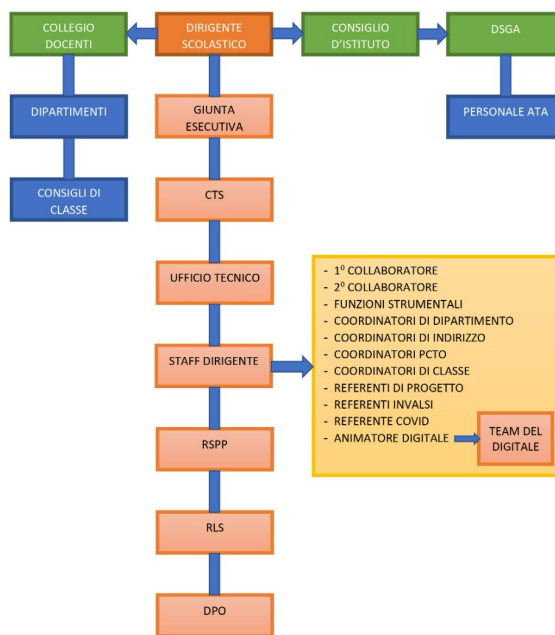 COLLEGIO
DOCENTI
DIRIGENTE
SCOLASTICO
CONSIGLIO
D'ISTITUTO
DSGA
DIPARTIMENTI
GIUNTA
ESECUTIVA
PERSONALE ATA
CONSIGLI DI
CLASSE
CTS
UFFICIO TECNICO
STAFF DIRIGENTE
- 1⁰ COLLABORATORE
- 2⁰ COLLABORATORE
- FUNZIONI STRUMENTALI
- COORDINATORI DI DIPARTIMENTO
- COORDINATORI DI INDIRIZZO
- COORDINATORI PCTO
- COORDINATORI DI CLASSE
- REFERENTI DI PROGETTO
- REFERENTI INVALSI
- REFERENTE COVID
- ANIMATORE DIGITALE
TEAM DEL
DIGITALE
RSPP
RLS
DPO